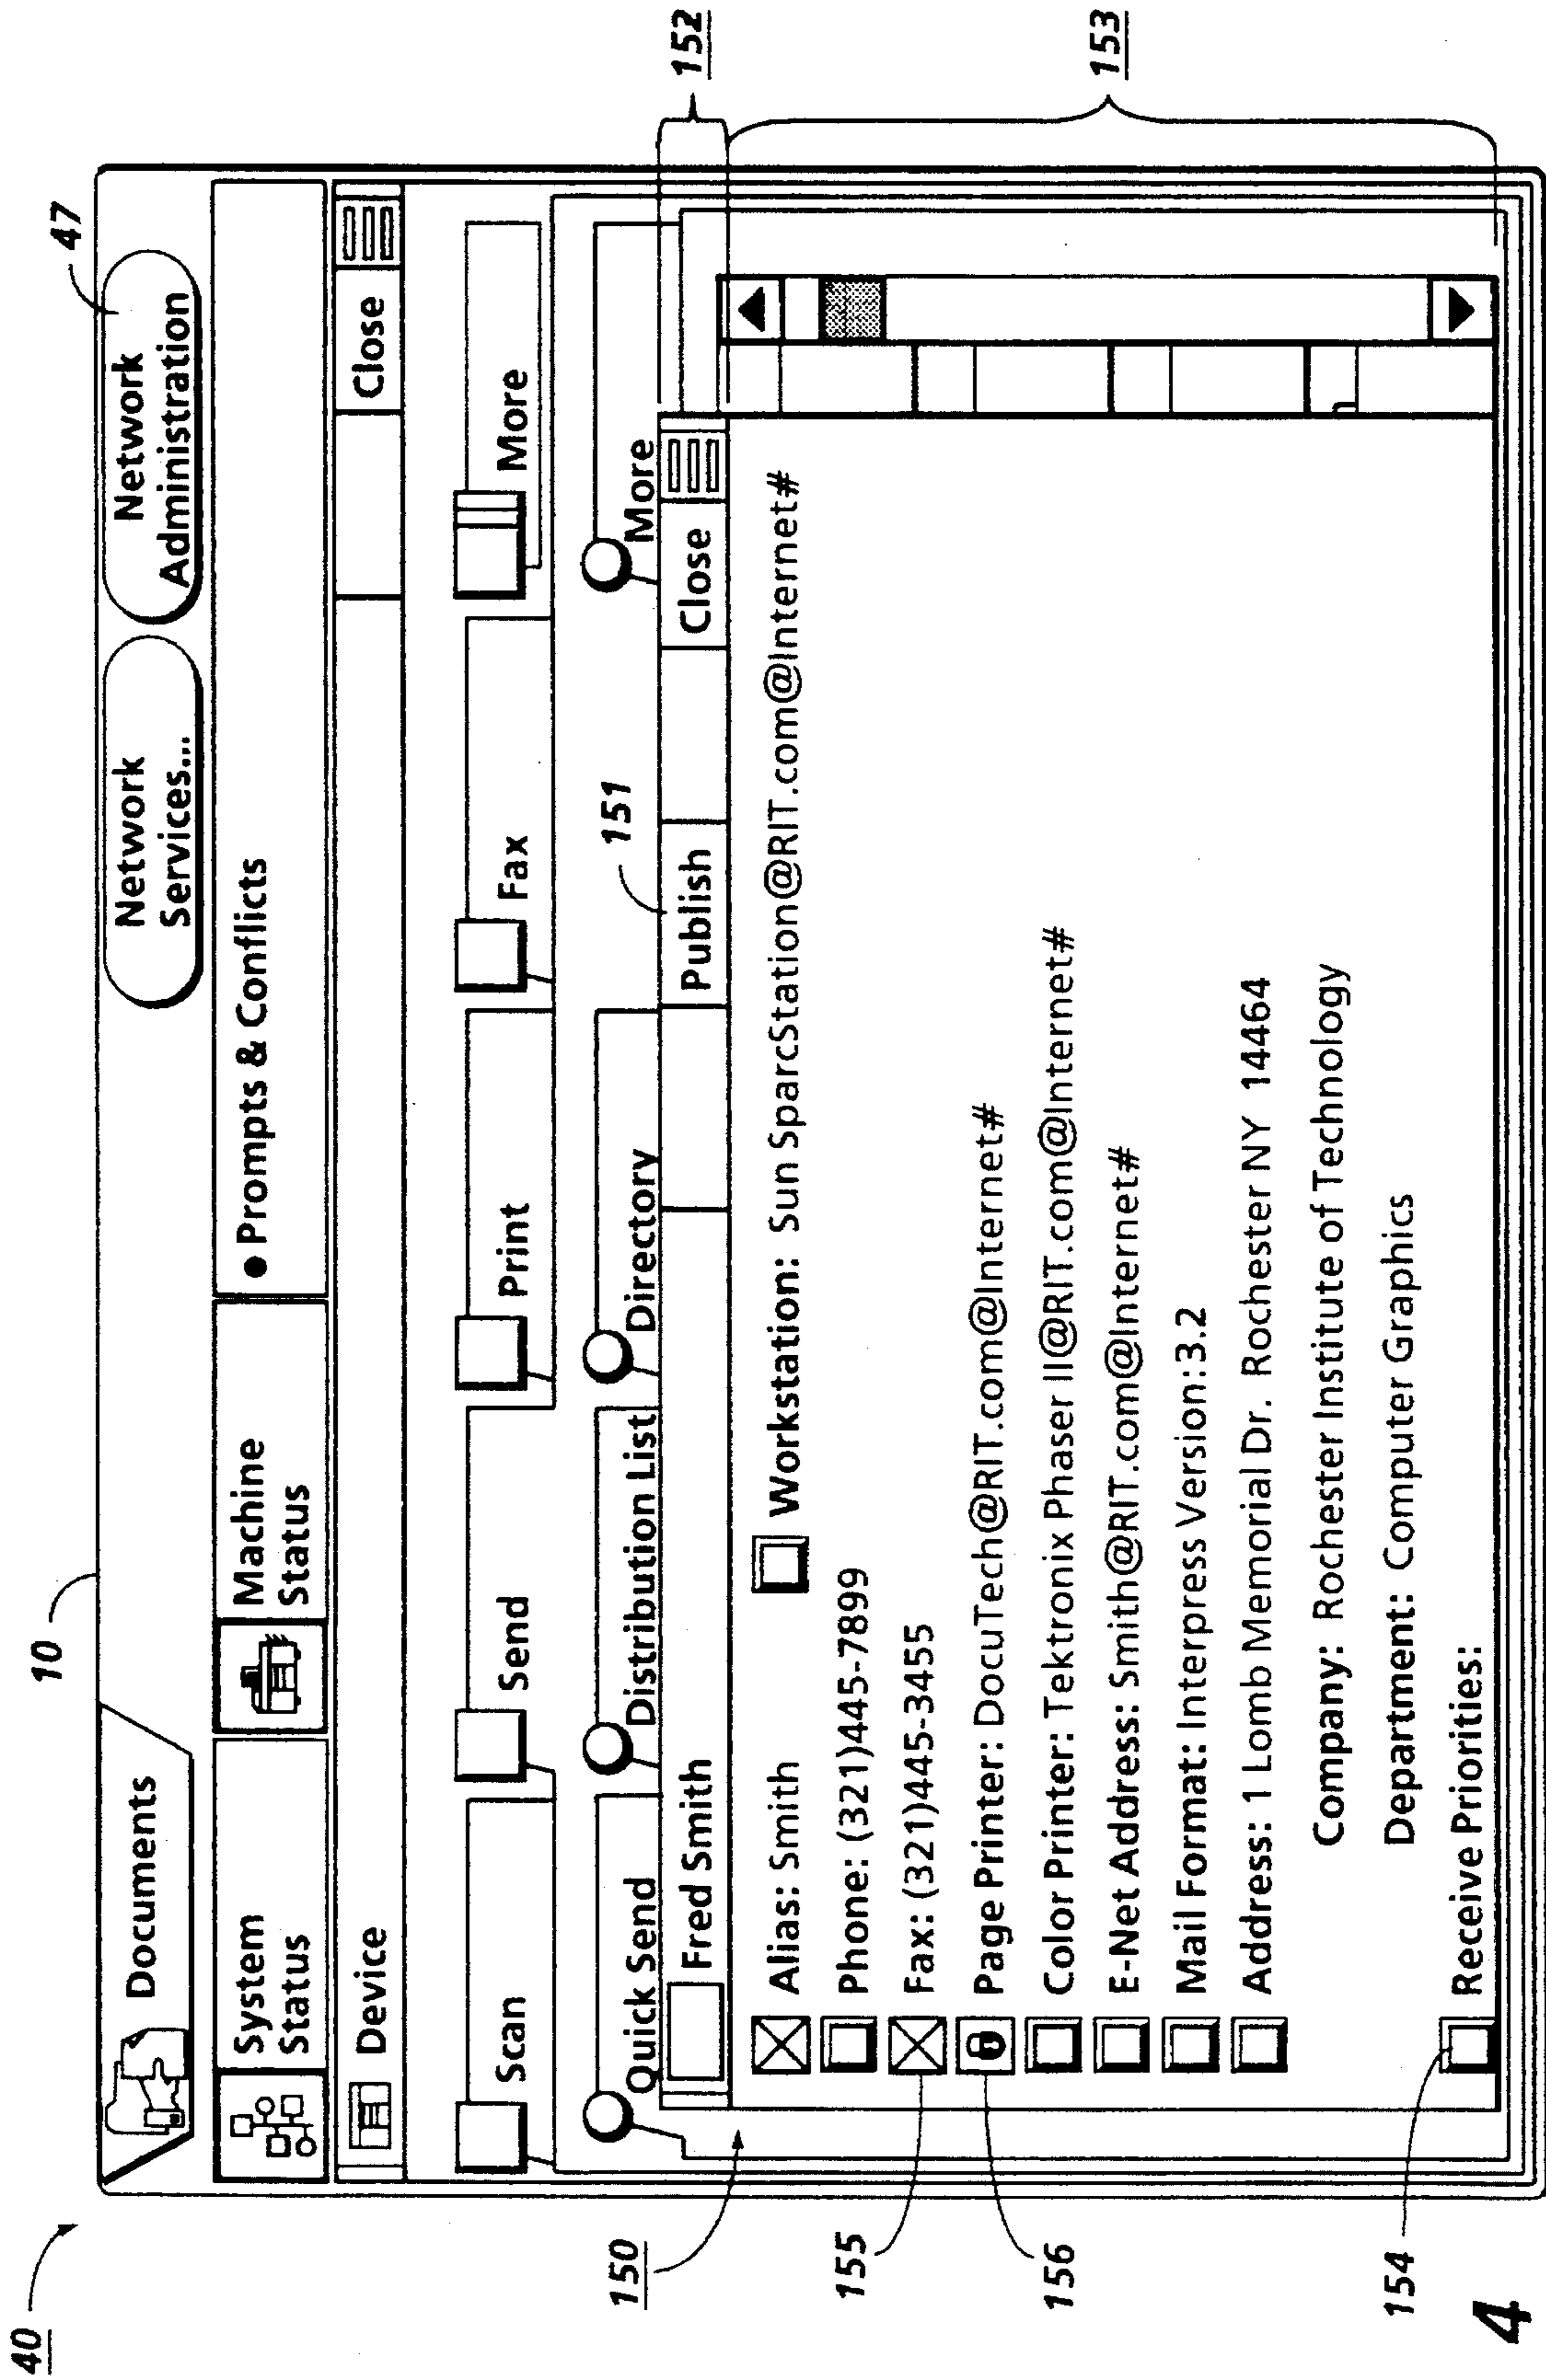 40
10
47
Documents
Network
Services...
Network
Administration
System
Status
Machine
Status
● Prompts & Conflicts
Device
Close
Scan
Send
Print
Fax
More
Quick Send
Distribution List
Directory
More
151
152
150
Fred Smith
Publish
Close
153
Alias: Smith
Workstation: Sun SparcStation@RIT.com@Internet#
Phone: (321)445-7899
155
Fax: (321)445-3455
156
Page Printer: DocuTech@RIT.com@Internet#
Color Printer: Tektronix Phaser II@RIT.com@Internet#
E-Net Address: Smith@RIT.com@Internet#
Mail Format: Interpress Version:3.2
Address: 1 Lomb Memorial Dr. Rochester NY 14464
Company: Rochester Institute of Technology
Department: Computer Graphics
154
Receive Priorities:
4